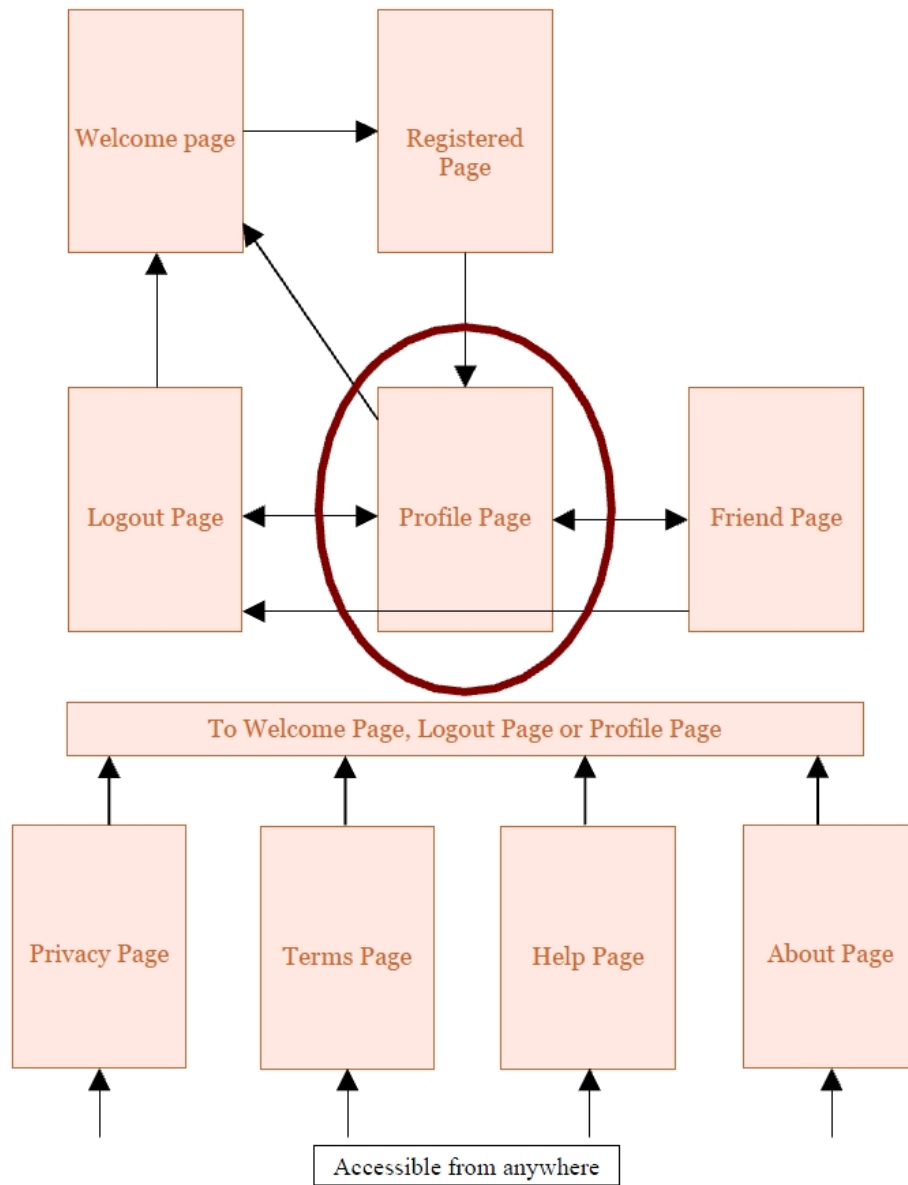 Welcome page
Registered
Page
Logout Page
Profile Page
Friend Page
To Welcome Page, Logout Page or Profile Page
Privacy Page
Terms Page
Help Page
About Page
Accessible from anywhere